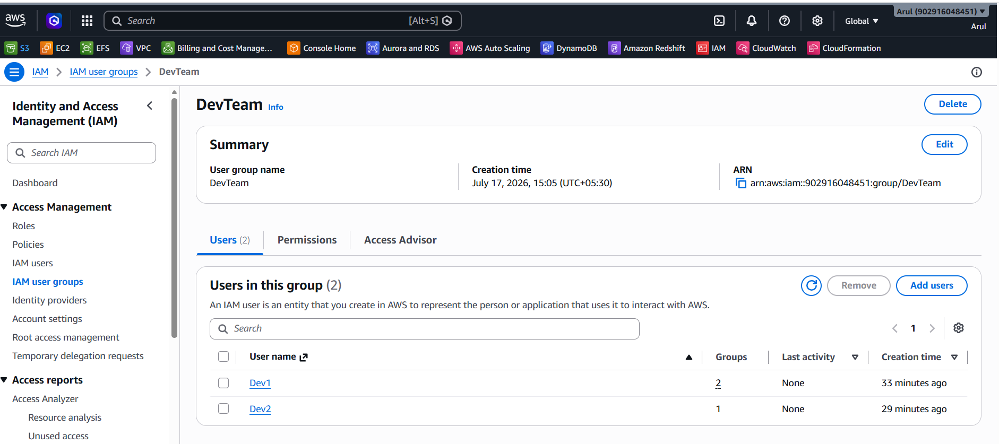 aws
Search [Alt+S]
Global
Arul (902916048451)
Arul
S3 EC2 EFS VPC Billing and Cost Manage... Console Home Aurora and RDS AWS Auto Scaling DynamoDB Amazon Redshift IAM CloudWatch CloudFormation
IAM > IAM user groups > DevTeam
Identity and Access
Management (IAM)
Search IAM
Dashboard
Access Management
Roles
Policies
IAM users
IAM user groups
Identity providers
Account settings
Root access management
Temporary delegation requests
Access reports
Access Analyzer
Resource analysis
Unused access
DevTeam Info
Delete
Summary
Edit
User group name
DevTeam
Creation time
July 17, 2026, 15:05 (UTC+05:30)
ARN
arn:aws:iam::902916048451:group/DevTeam
Users (2) Permissions Access Advisor
Users in this group (2)
Remove Add users
An IAM user is an entity that you create in AWS to represent the person or application that uses it to interact with AWS.
Search
1
User name Groups Last activity Creation time
Dev1 2 None 33 minutes ago
Dev2 1 None 29 minutes ago